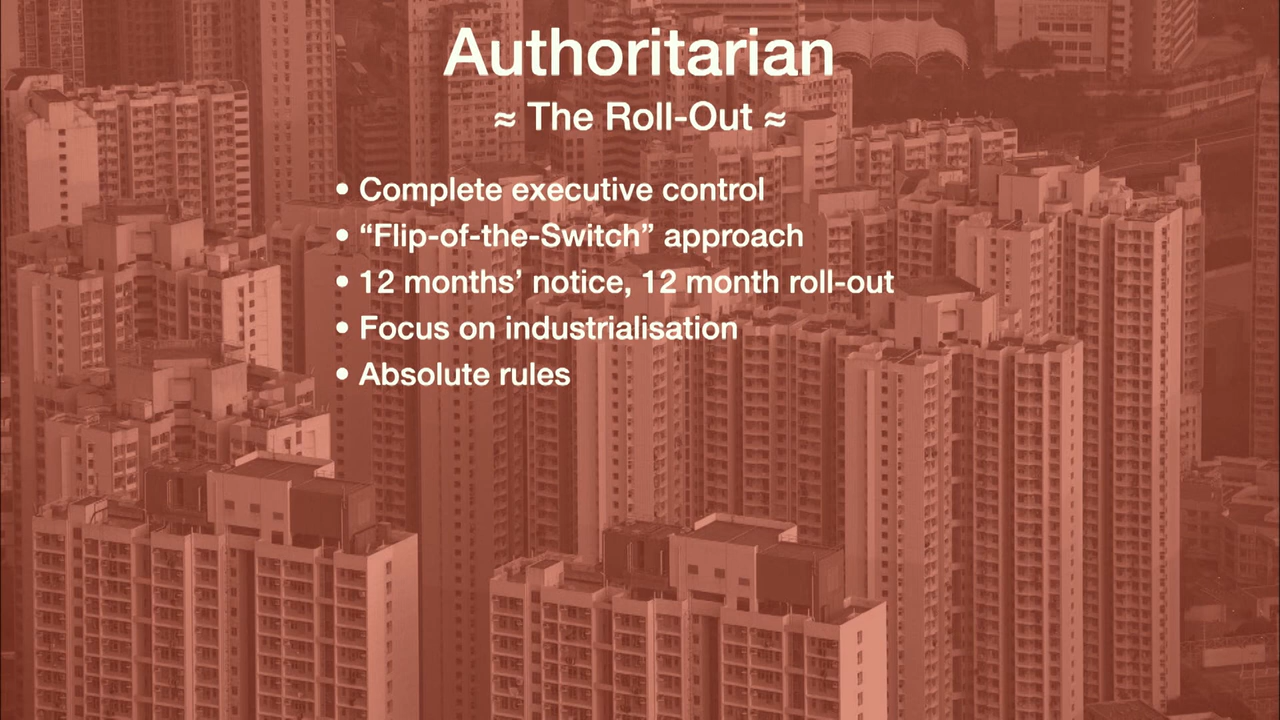 Authoritarian
≈ The Roll-Out ≈
• Complete executive control
• “Flip-of-the-Switch” approach
• 12 months’ notice, 12 month roll-out
• Focus on industrialisation
• Absolute rules